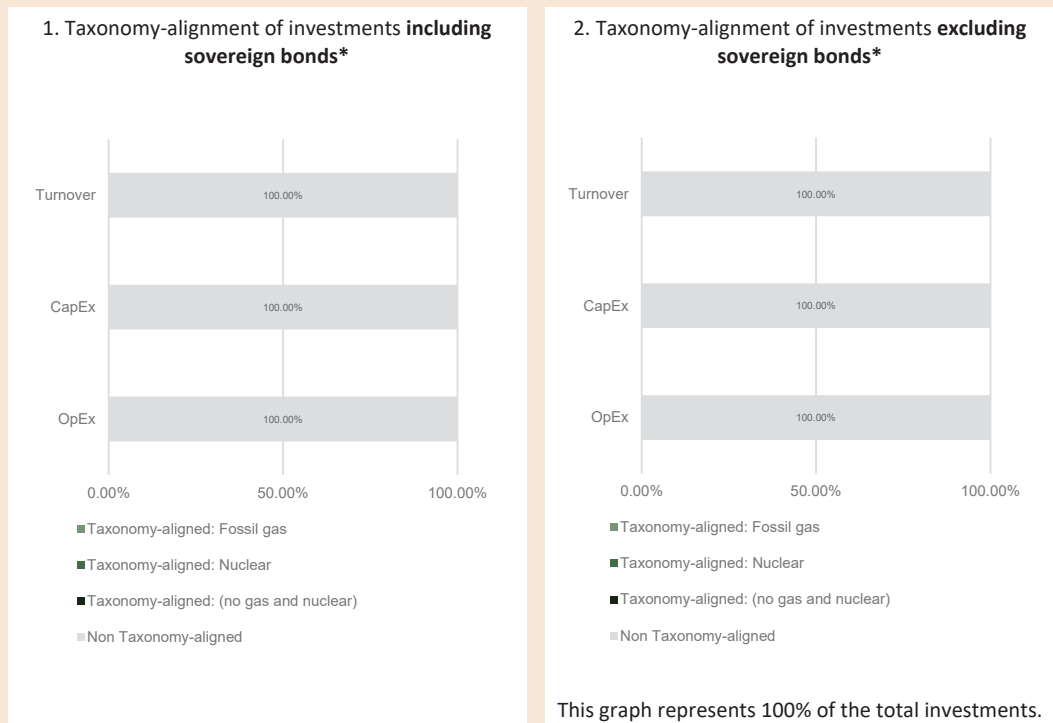 1. Taxonomy-alignment of investments including
sovereign bonds*
Turnover
100.00%
CapEx
100.00%
OpEx
100.00%
0.00% 50.00% 100.00%
Taxonomy-aligned: Fossil gas
Taxonomy-aligned: Nuclear
Taxonomy-aligned: (no gas and nuclear)
Non Taxonomy-aligned
2. Taxonomy-alignment of investments excluding
sovereign bonds*
Turnover
100.00%
CapEx
100.00%
OpEx
100.00%
0.00% 50.00% 100.00%
Taxonomy-aligned: Fossil gas
Taxonomy-aligned: Nuclear
Taxonomy-aligned: (no gas and nuclear)
Non Taxonomy-aligned
This graph represents 100% of the total investments.